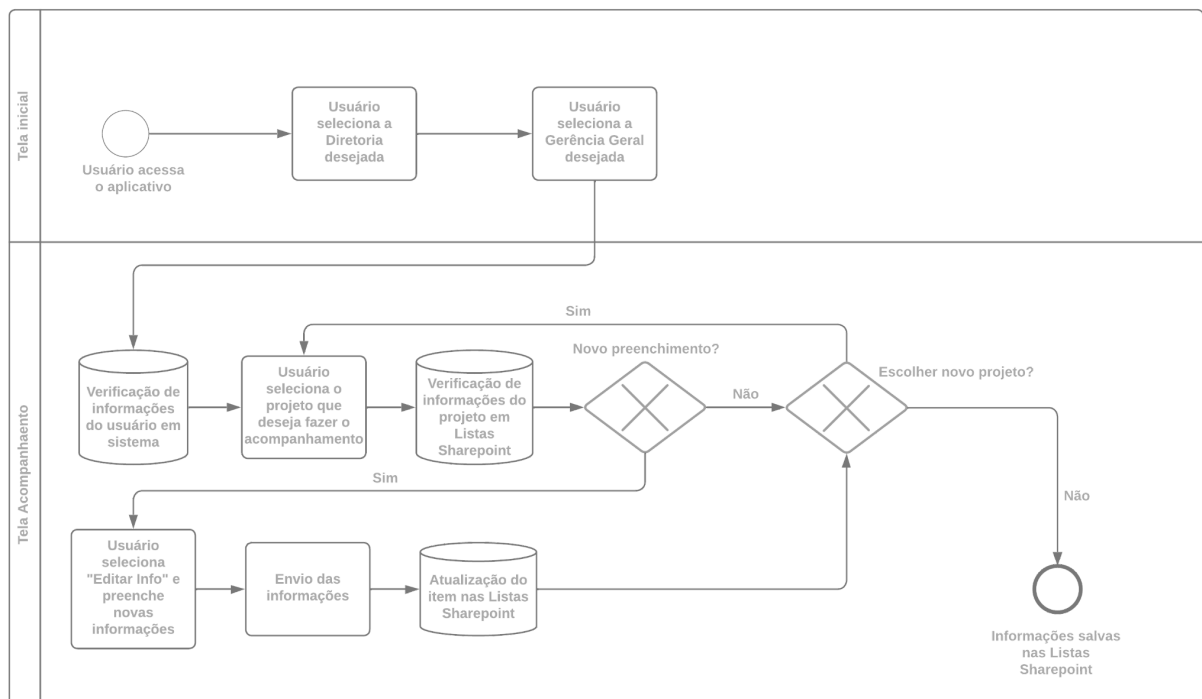 Tela inicial
Usuário acessa
o aplicativo
Usuário
seleciona a
Diretoria
desejada
Usuário
seleciona a
Gerência Geral
desejada
Tela Acompanhaento
Sim
Novo preenchimento?
Escolher novo projeto?
Verificação de
informações
do usuário em
sistema
Usuário
seleciona o
projeto que
deseja fazer o
acompanhamento
Verificação de
informações do
projeto em
Listas
Sharepoint
Não
Sim
Não
Usuário
seleciona
"Editar Info" e
preenche
novas
informações
Envio das
informações
Atualização do
item nas Listas
Sharepoint
Informações salvas
nas Listas
Sharepoint